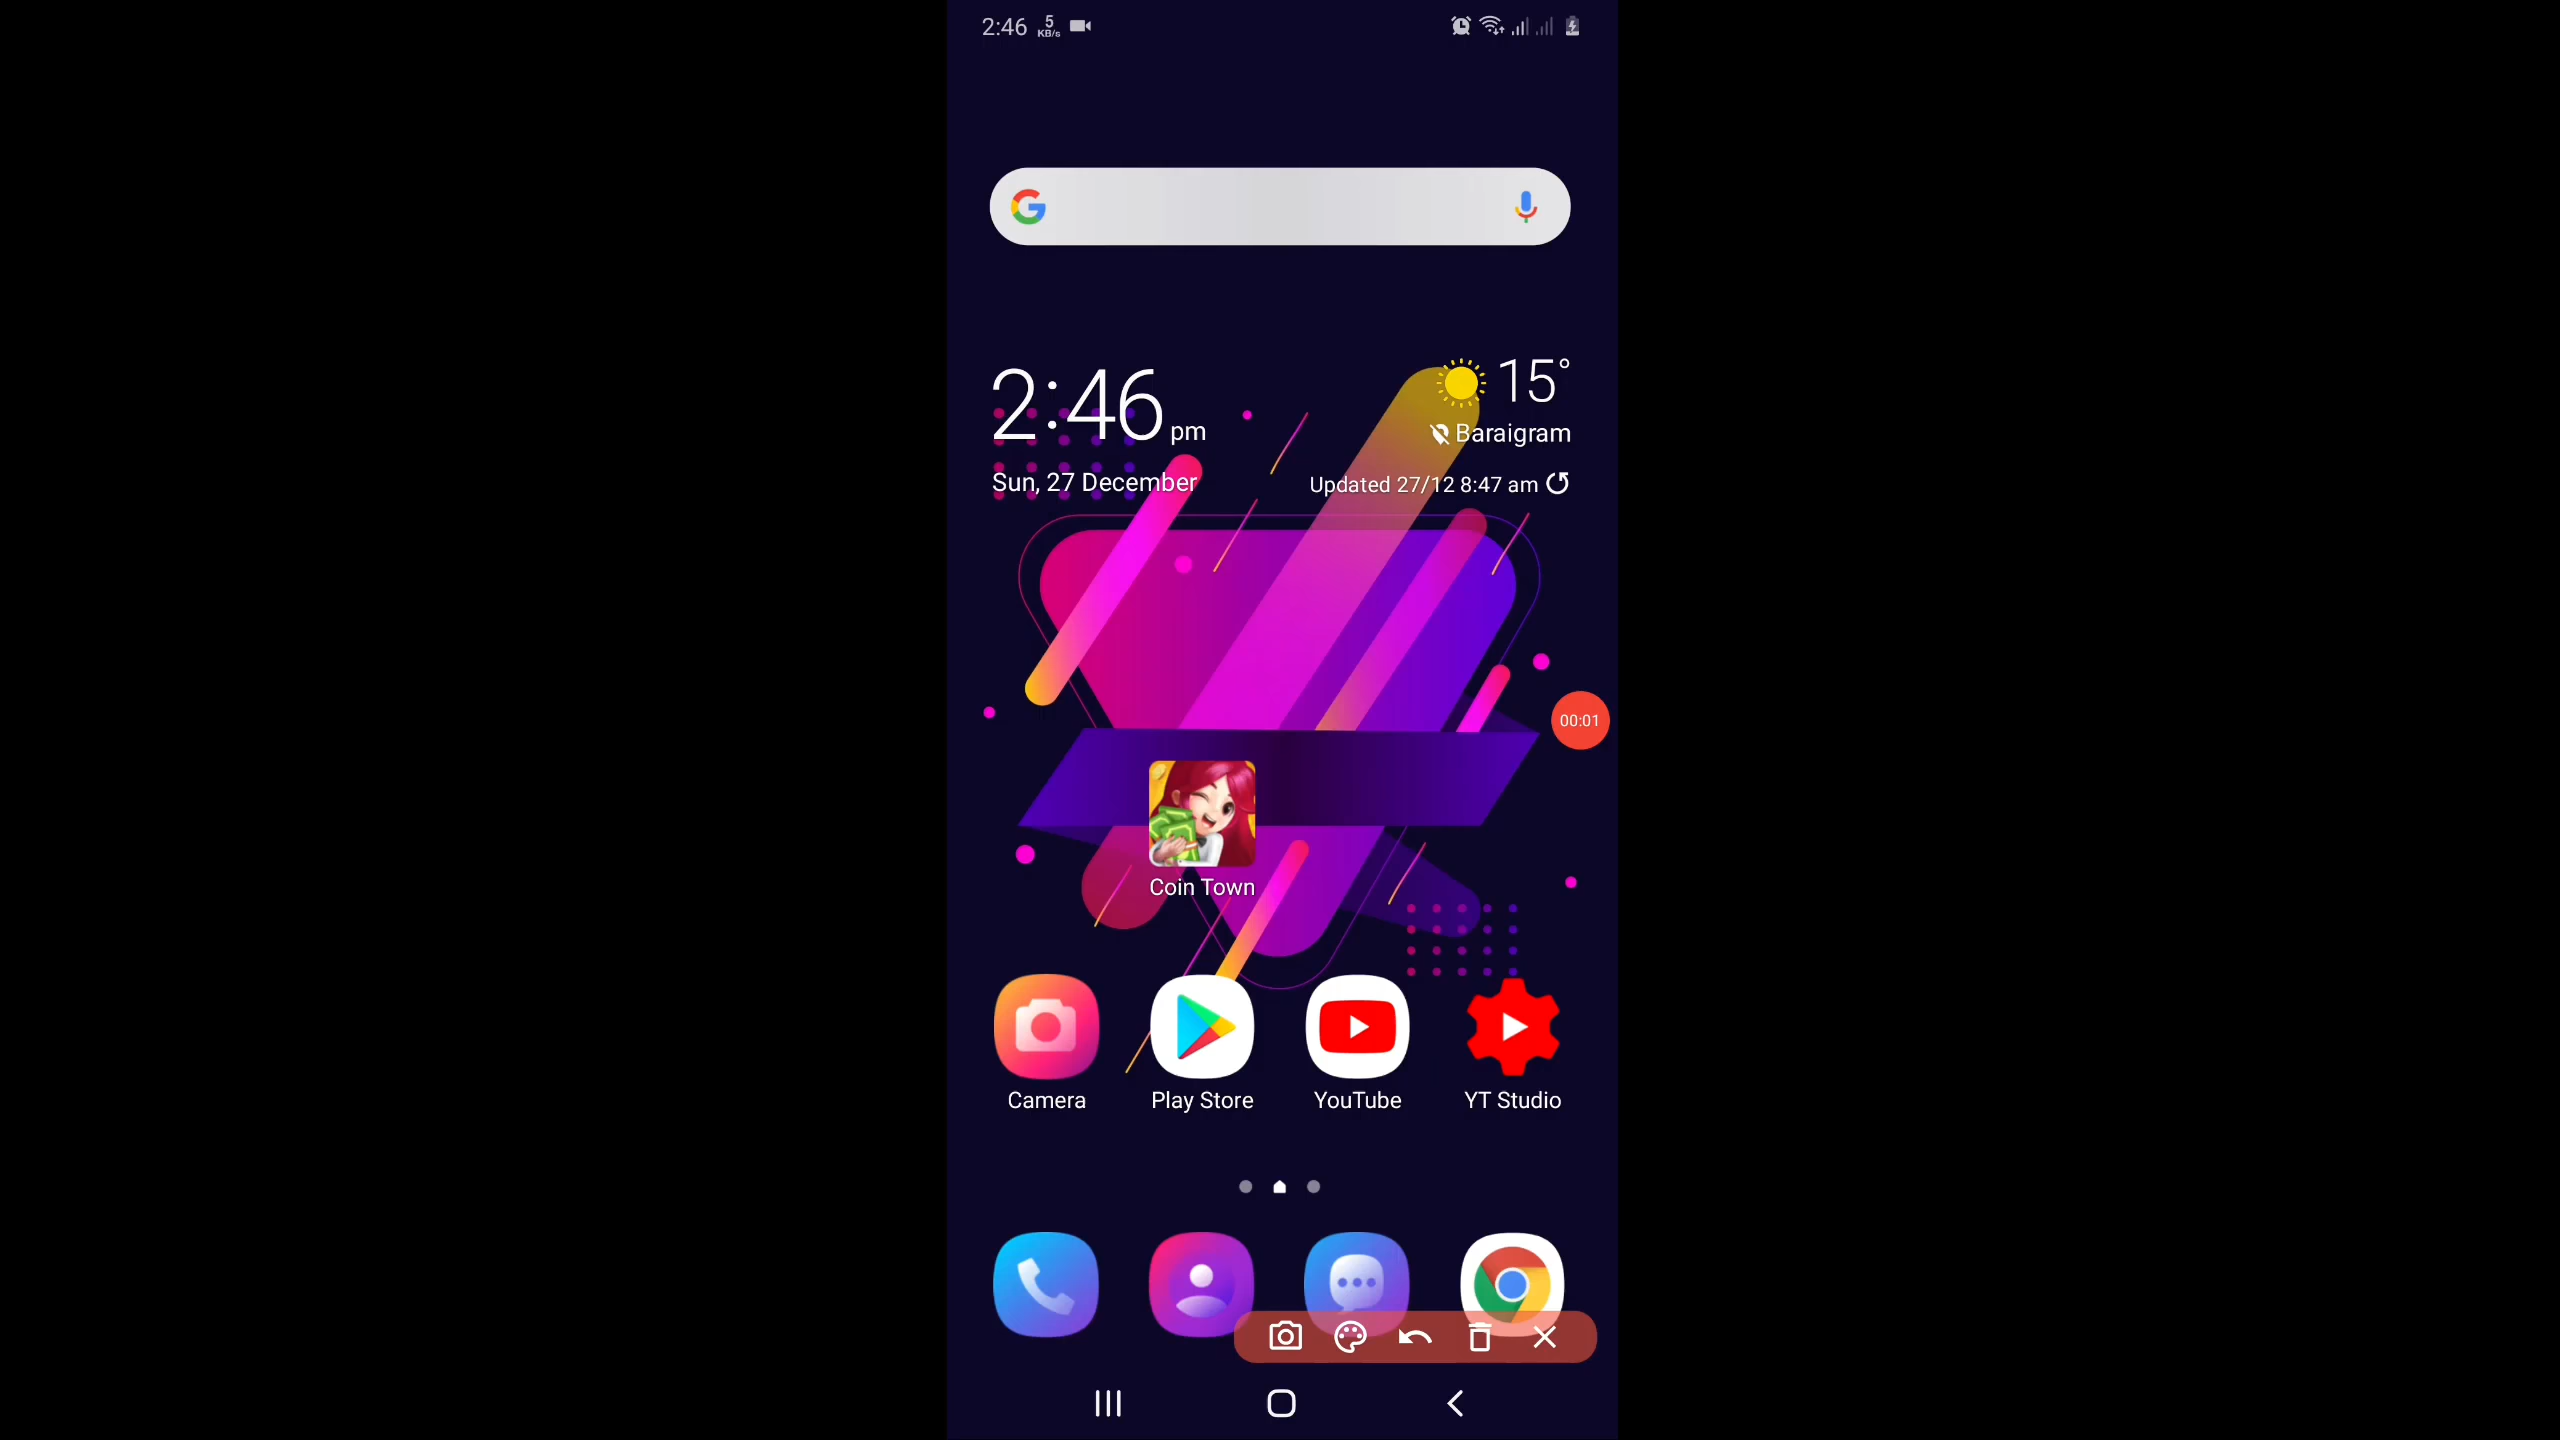 2:46 5 KB/s
2:46 pm
15°
Baraigram
Sun, 27 December
Updated 27/12 8:47 am
00:01
Coin Town
Camera
Play Store
YouTube
YT Studio